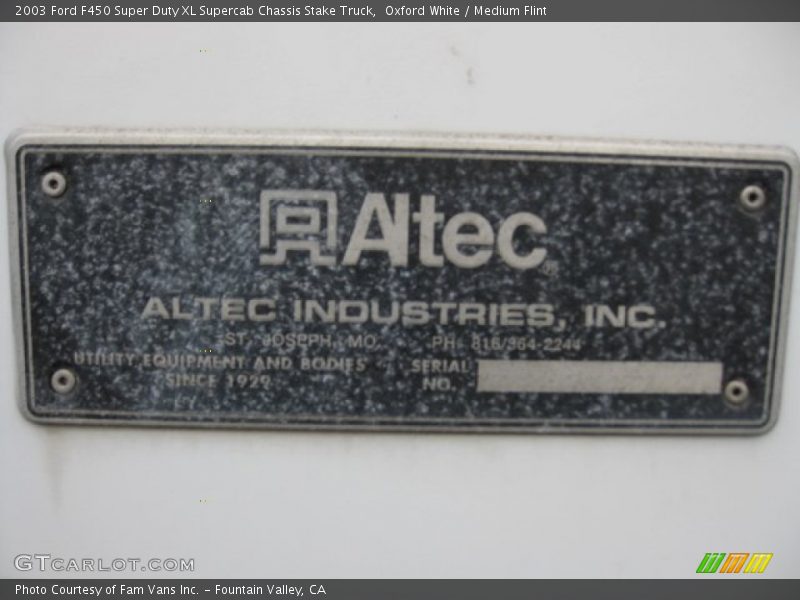 2003 Ford F450 Super Duty XL Supercab Chassis Stake Truck,  Oxford White / Medium Flint
Altec®
ALTEC INDUSTRIES, INC.
ST. JOSPPH, MO. PH: 816/364-2244
UTILITY EQUIPMENT AND BODIES
SINCE 1929
SERIAL
NO.
GTCARLOT.COM
Photo Courtesy of Fam Vans Inc. – Fountain Valley, CA